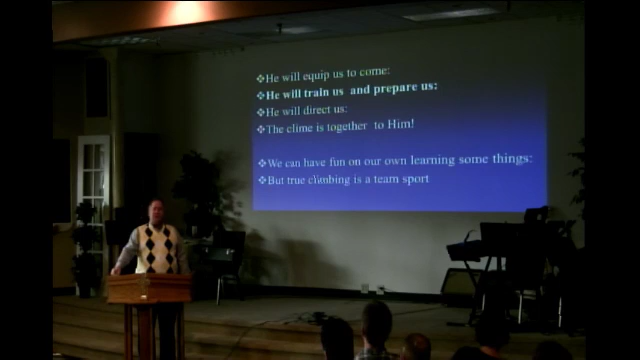 ❖He will equip us to come:
❖He will train us and prepare us:
❖He will direct us:
❖The clime is together to Him!
❖We can have fun on our own learning some things:
❖But true climbing is a team sport